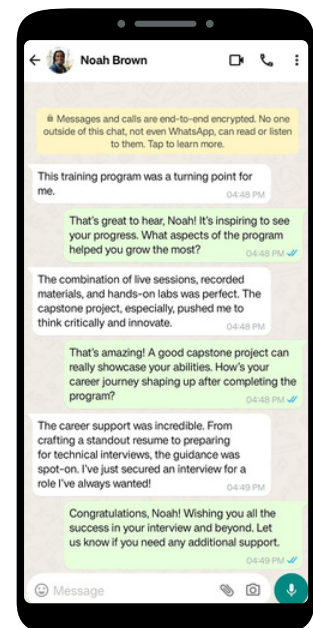 Noah Brown
Messages and calls are end-to-end encrypted. No one
outside of this chat, not even WhatsApp, can read or listen
to them. Tap to learn more.
This training program was a turning point for
me.
04:48 PM
That's great to hear, Noah! It's inspiring to see
your progress. What aspects of the program
helped you grow the most?
04:48 PM
The combination of live sessions, recorded
materials, and hands-on labs was perfect. The
capstone project, especially, pushed me to
think critically and innovate.
04:48 PM
That's amazing! A good capstone project can
really showcase your abilities. How's your
career journey shaping up after completing the
program?
04:48 PM
The career support was incredible. From
crafting a standout resume to preparing
for technical interviews, the guidance was
spot-on. I've just secured an interview for a
role I've always wanted!
04:49 PM
Congratulations, Noah! Wishing you all the
success in your interview and beyond. Let
us know if you need any additional support.
04:49 PM
Message